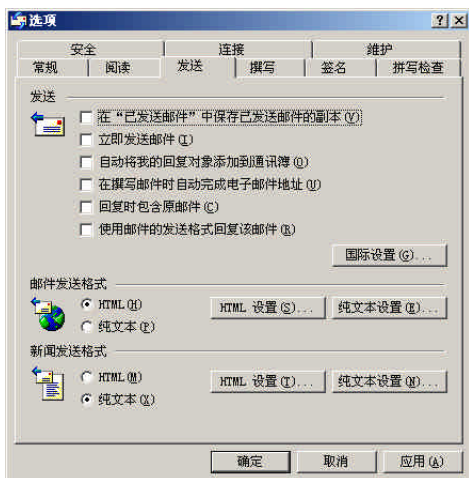 选项
安全 连接 维护
常规 阅读 发送 撰写 签名 拼写检查
发送
在“已发送邮件”中保存已发送邮件的副本(V)
立即发送邮件(I)
自动将我的回复对象添加到通讯簿(O)
在撰写邮件时自动完成电子邮件地址(U)
回复时包含原邮件(C)
使用邮件的发送格式回复该邮件(R)
国际设置(G)...
邮件发送格式
HTML(H) HTML 设置(S)... 纯文本设置(E)...
纯文本(P)
新闻发送格式
HTML(M) HTML 设置(T)... 纯文本设置(N)...
纯文本(X)
确定 取消 应用(A)